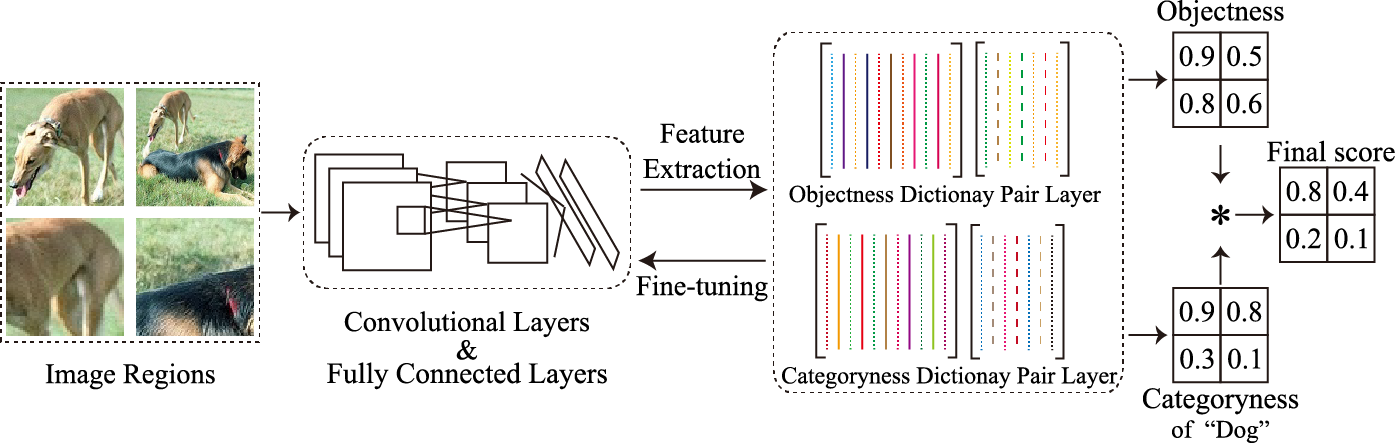 Image Regions
Convolutional Layers
&
Fully Connected Layers
Feature
Extraction
Fine-tuning
Objectness Dictionay Pair Layer
Categoryness Dictionay Pair Layer
Objectness
0.9 0.5
0.8 0.6
*
Final score
0.8 0.4
0.2 0.1
0.9 0.8
0.3 0.1
Categoryness
of “Dog”